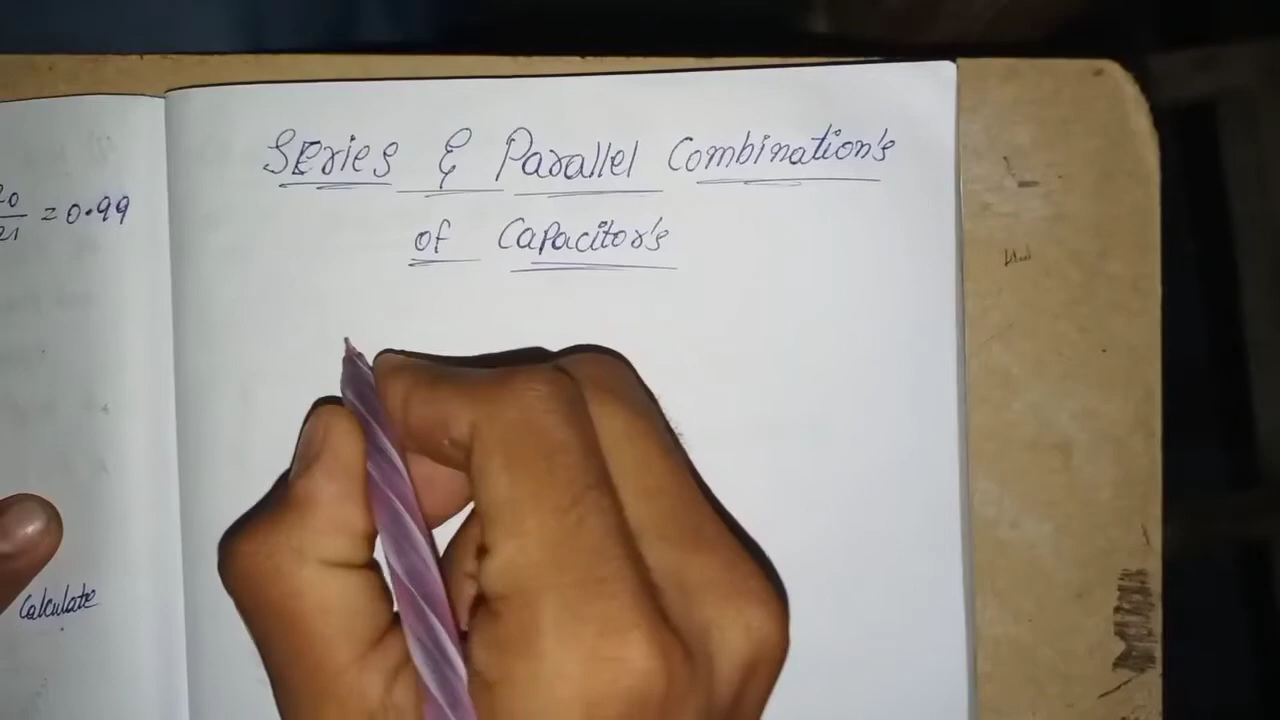 SEries & Parallel Combination's
of Capacitor's
= 0.99
Calculate